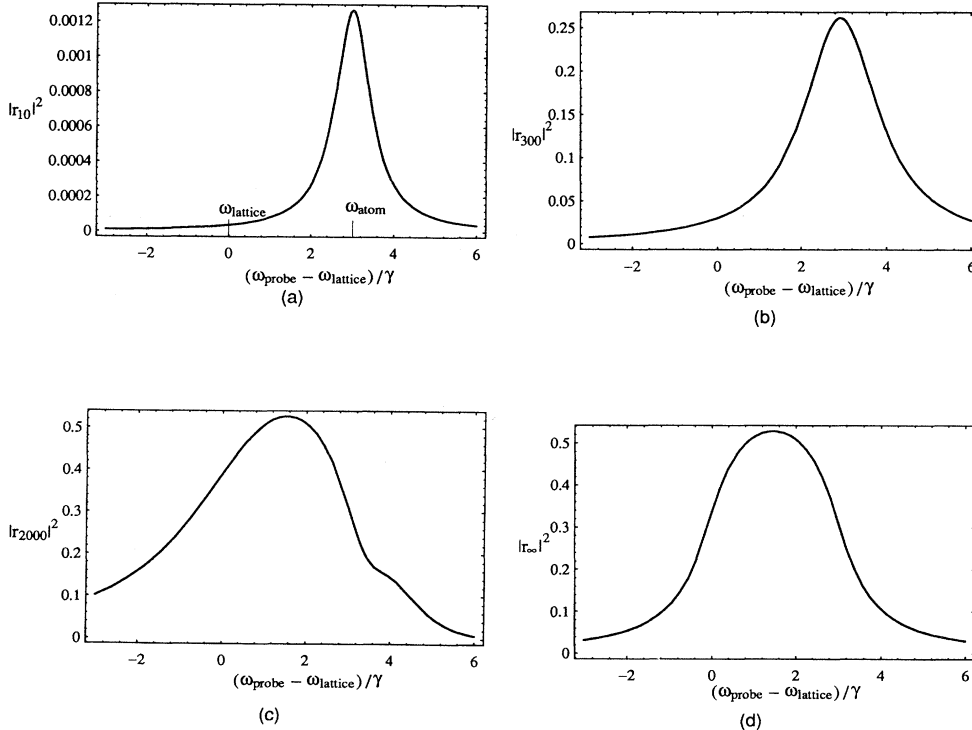 0.0012
0.001
0.0008
|r10|²
0.0006
0.0004
0.0002
0
ωlattice
ωatom
−2 0 2 4 6
(ωprobe − ωlattice)/γ
(a)
0.25
0.2
|r300|²
0.15
0.1
0.05
0
−2 0 2 4 6
(ωprobe − ωlattice)/γ
(b)
0.5
0.4
0.3
|r2000|²
0.2
0.1
0
−2 0 2 4 6
(ωprobe − ωlattice)/γ
(c)
0.5
0.4
0.3
|r∞|²
0.2
0.1
0
−2 0 2 4 6
(ωprobe − ωlattice)/γ
(d)